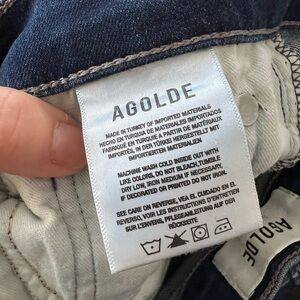 AGOLDE
MADE IN TURKEY OF IMPORTED MATERIALS
HECHO EN TURQUIA DE MATERIALES IMPORTADOS
FABRIQUÉ EN TURQUIE A PARTIR DE MATÉRIAUX
IMPORTÉS, IN DER TÜRKEI HERGESTELLT MIT
IMPORTIERTEN MATERIALIEN
MACHINE WASH COLD INSIDE OUT WITH
LIKE COLORS, DO NOT BLEACH, TUMBLE
DRY LOW, IRON MEDIUM IF NECESSARY.
IF DECORATED OR PRINTED DO NOT IRON.
SEE CARE ON REVERSE, VEA EL CUIDADO EN EL
REVERSO, VOIR LES INSTRUCTIONS D'ENTRETIEN
SUR L'ENVERS, PFLEGEANLEITUNG AUF DER
RÜCKSEITE
AGOLDE